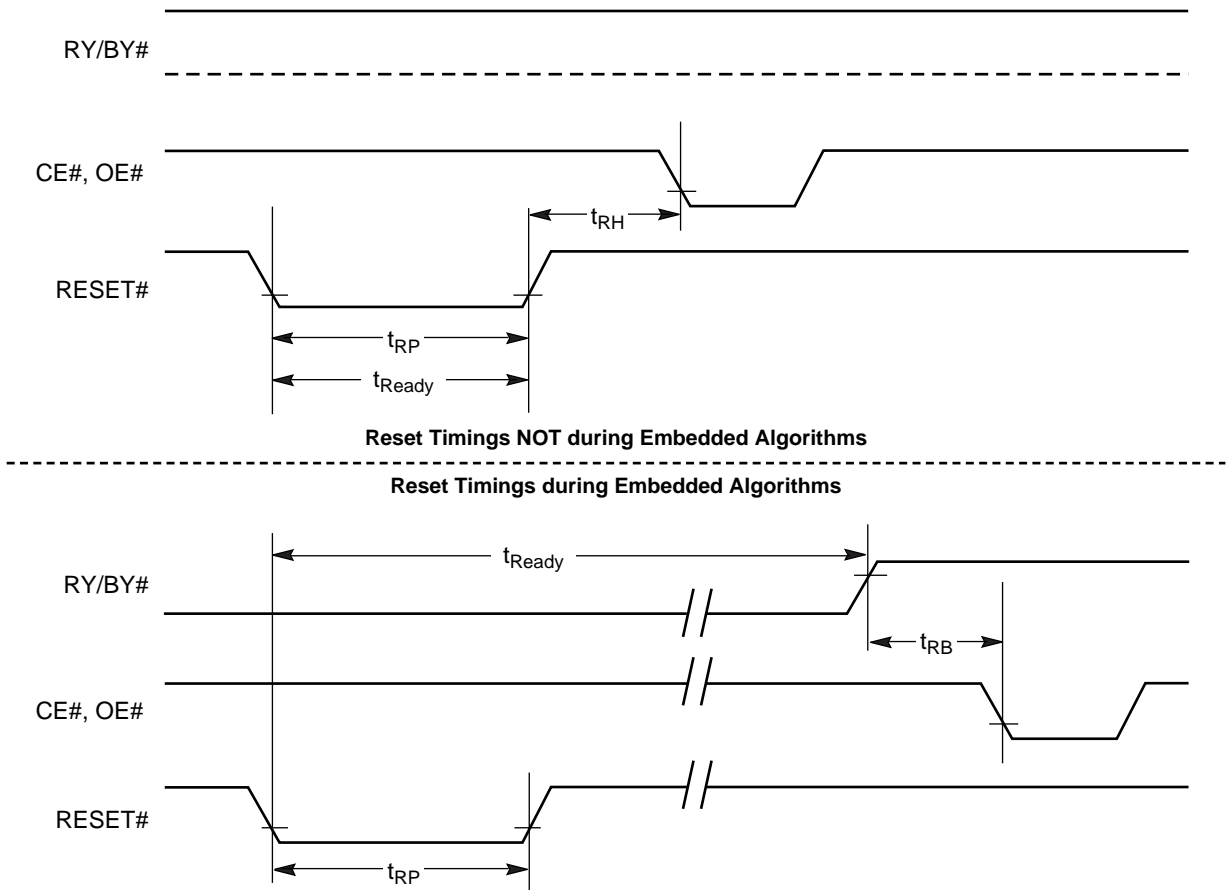 RY/BY#
CE#, OE#
tRH
RESET#
tRP
tReady
Reset Timings NOT during Embedded Algorithms
Reset Timings during Embedded Algorithms
tReady
RY/BY#
tRB
CE#, OE#
RESET#
tRP